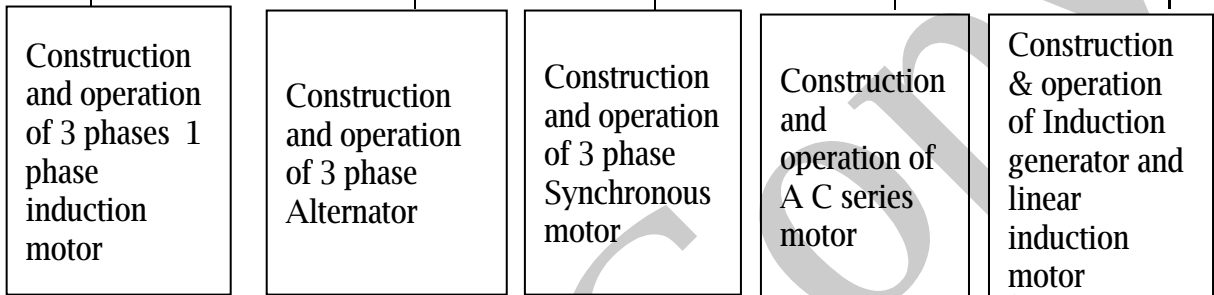 Construction
and operation
of 3 phases 1
phase
induction
motor
Construction
and operation
of 3 phase
Alternator
Construction
and operation
of 3 phase
Synchronous
motor
Construction
and
operation of
A C series
motor
Construction
& operation
of Induction
generator and
linear
induction
motor